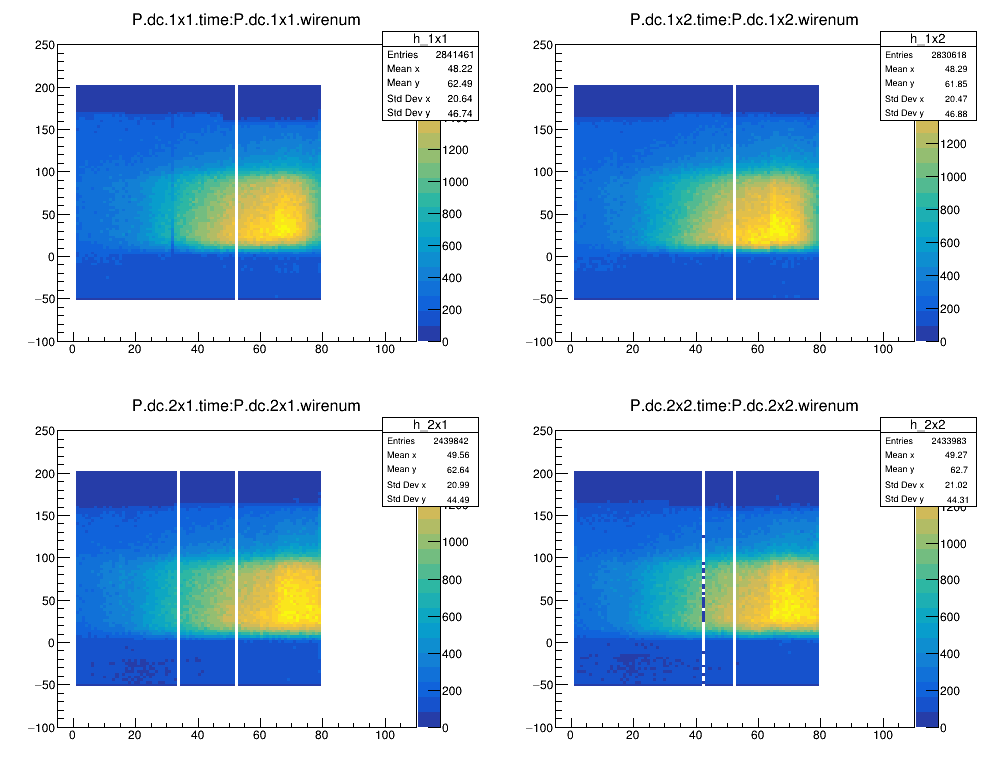 P.dc.1x1.time:P.dc.1x1.wirenum
h_1x1
Entries 2841461
Mean x 48.22
Mean y 62.49
Std Dev x 20.64
Std Dev y 46.74
250
200
150
100
50
0
−50
−100
0 20 40 60 80 100
1200
1000
800
600
400
200
0
P.dc.1x2.time:P.dc.1x2.wirenum
h_1x2
Entries 2830618
Mean x 48.29
Mean y 61.85
Std Dev x 20.47
Std Dev y 46.88
250
200
150
100
50
0
−50
−100
0 20 40 60 80 100
1200
1000
800
600
400
200
0
P.dc.2x1.time:P.dc.2x1.wirenum
h_2x1
Entries 2439842
Mean x 49.56
Mean y 62.64
Std Dev x 20.99
Std Dev y 44.49
250
200
150
100
50
0
−50
−100
0 20 40 60 80 100
1200
1000
800
600
400
200
0
P.dc.2x2.time:P.dc.2x2.wirenum
h_2x2
Entries 2433983
Mean x 49.27
Mean y 62.7
Std Dev x 21.02
Std Dev y 44.31
250
200
150
100
50
0
−50
−100
0 20 40 60 80 100
1200
1000
800
600
400
200
0